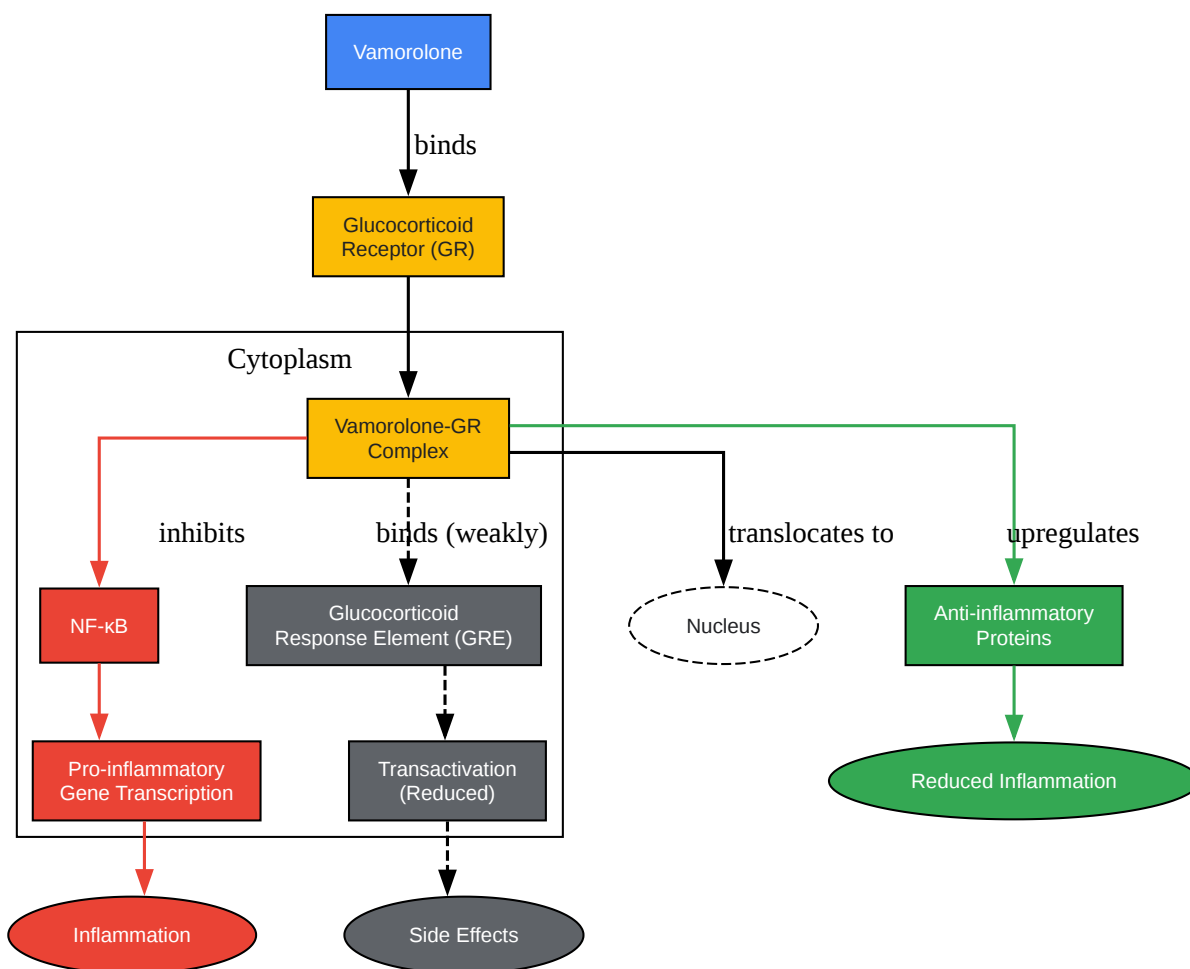 Vamorolone
binds
Glucocorticoid
Receptor (GR)
Cytoplasm
Vamorolone-GR
Complex
inhibits
binds (weakly)
translocates to
upregulates
NF-κB
Glucocorticoid
Response Element (GRE)
Nucleus
Anti-inflammatory
Proteins
Pro-inflammatory
Gene Transcription
Transactivation
(Reduced)
Reduced Inflammation
Inflammation
Side Effects